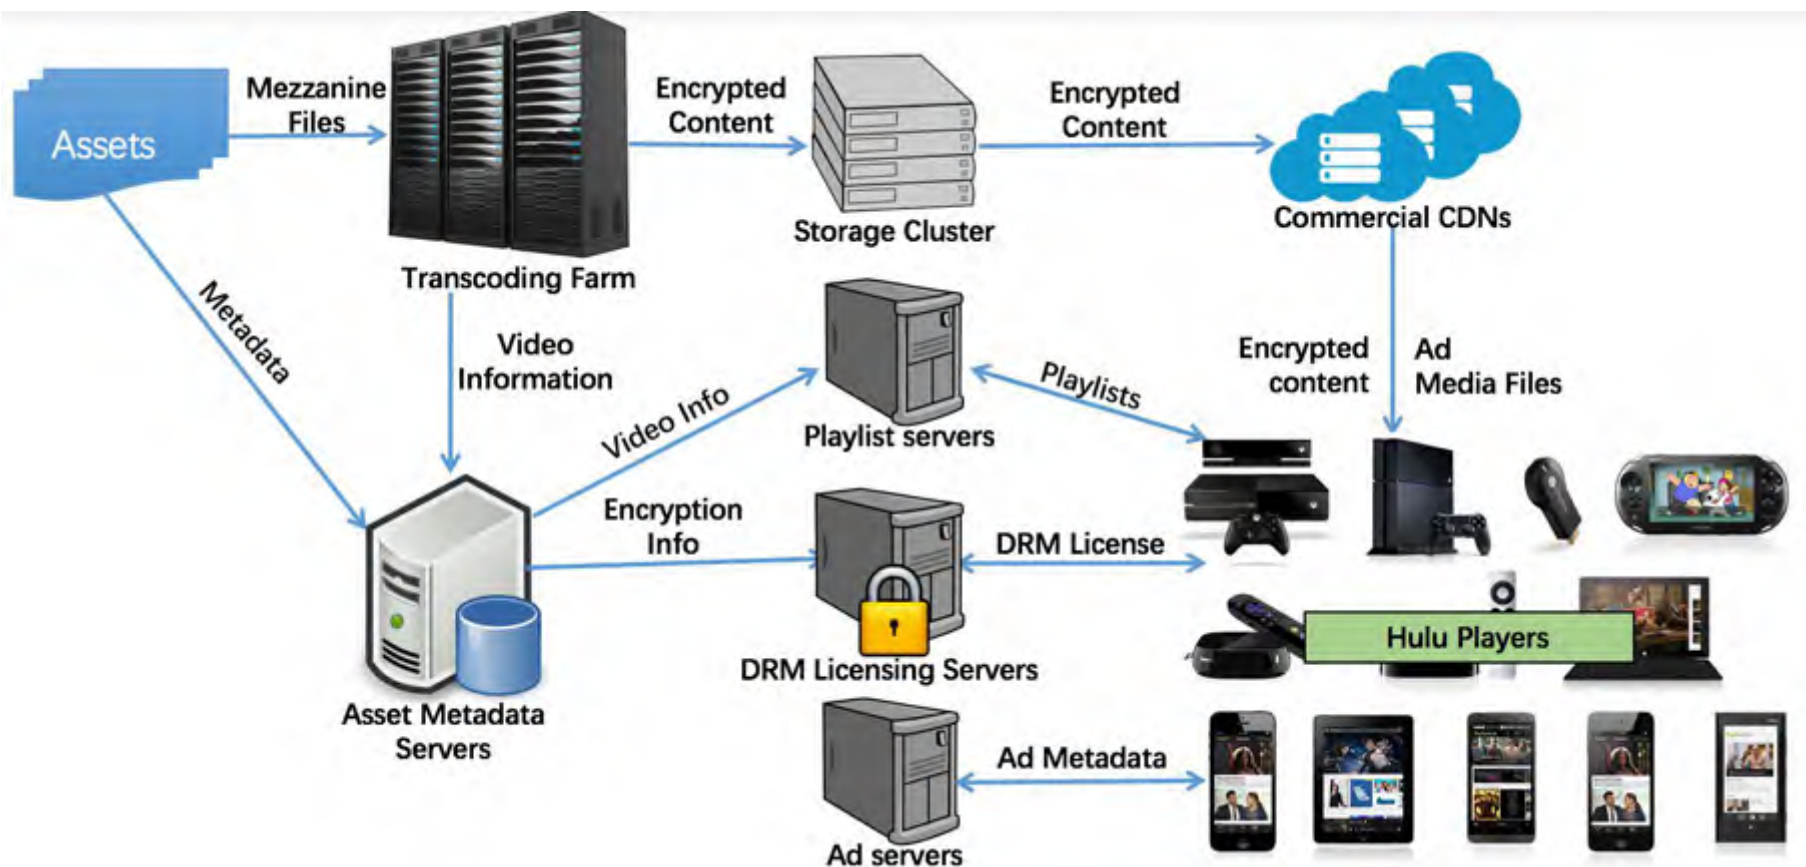 Assets
Mezzanine
Files
Encrypted
Content
Encrypted
Content
Transcoding Farm
Storage Cluster
Commercial CDNs
Metadata
Video
Information
Video Info
Playlist servers
Playlists
Encrypted
content
Ad
Media Files
Encryption
Info
DRM License
Hulu Players
DRM Licensing Servers
Asset Metadata
Servers
Ad Metadata
Ad servers